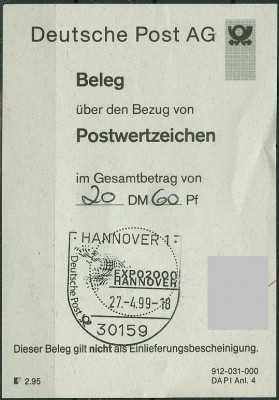 Deutsche Post AG
Beleg
über den Bezug von
Postwertzeichen
im Gesamtbetrag von
20 DM 60 Pf
HANNOVER 1
EXPO2000
HANNOVER
Deutsche Post
27.-4.99-18
30159
912-031-000
Dieser Beleg gilt nicht als Einlieferungsbescheinigung.
DAPI Anl. 4
2.95